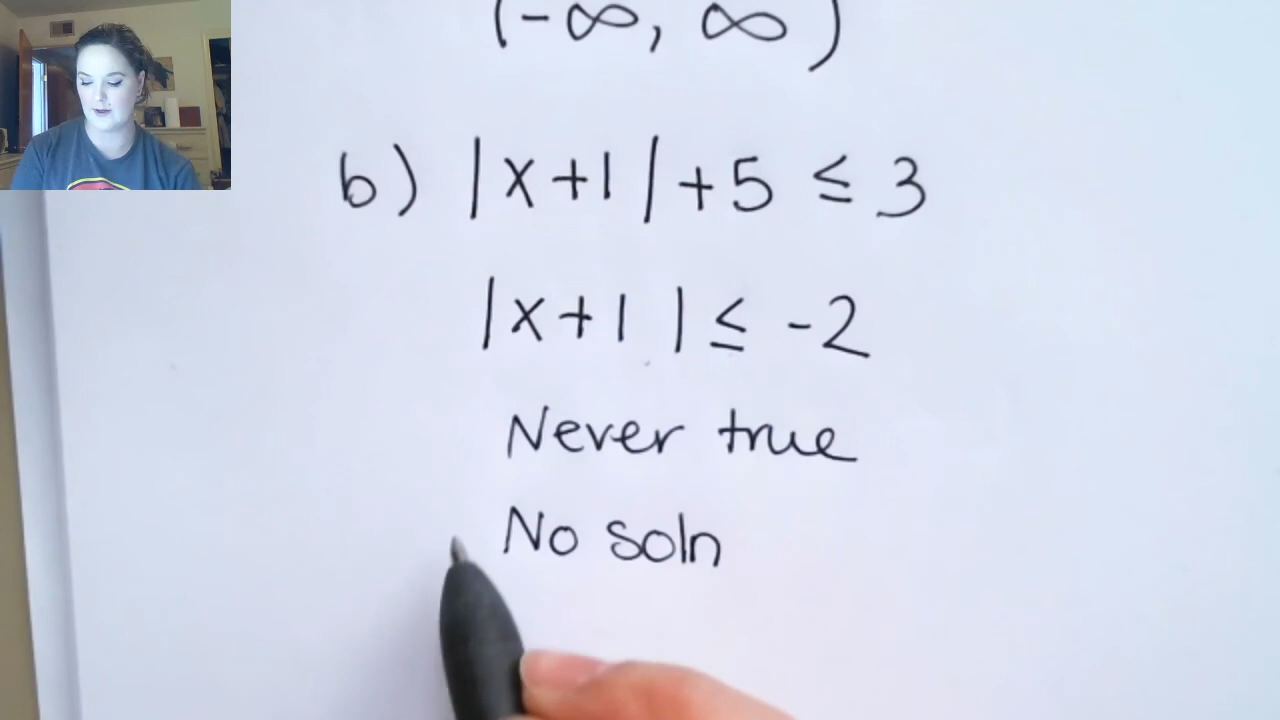 (-∞, ∞)
b) |x+1|+5 ≤ 3
|x+1| ≤ -2
Never true
No soln